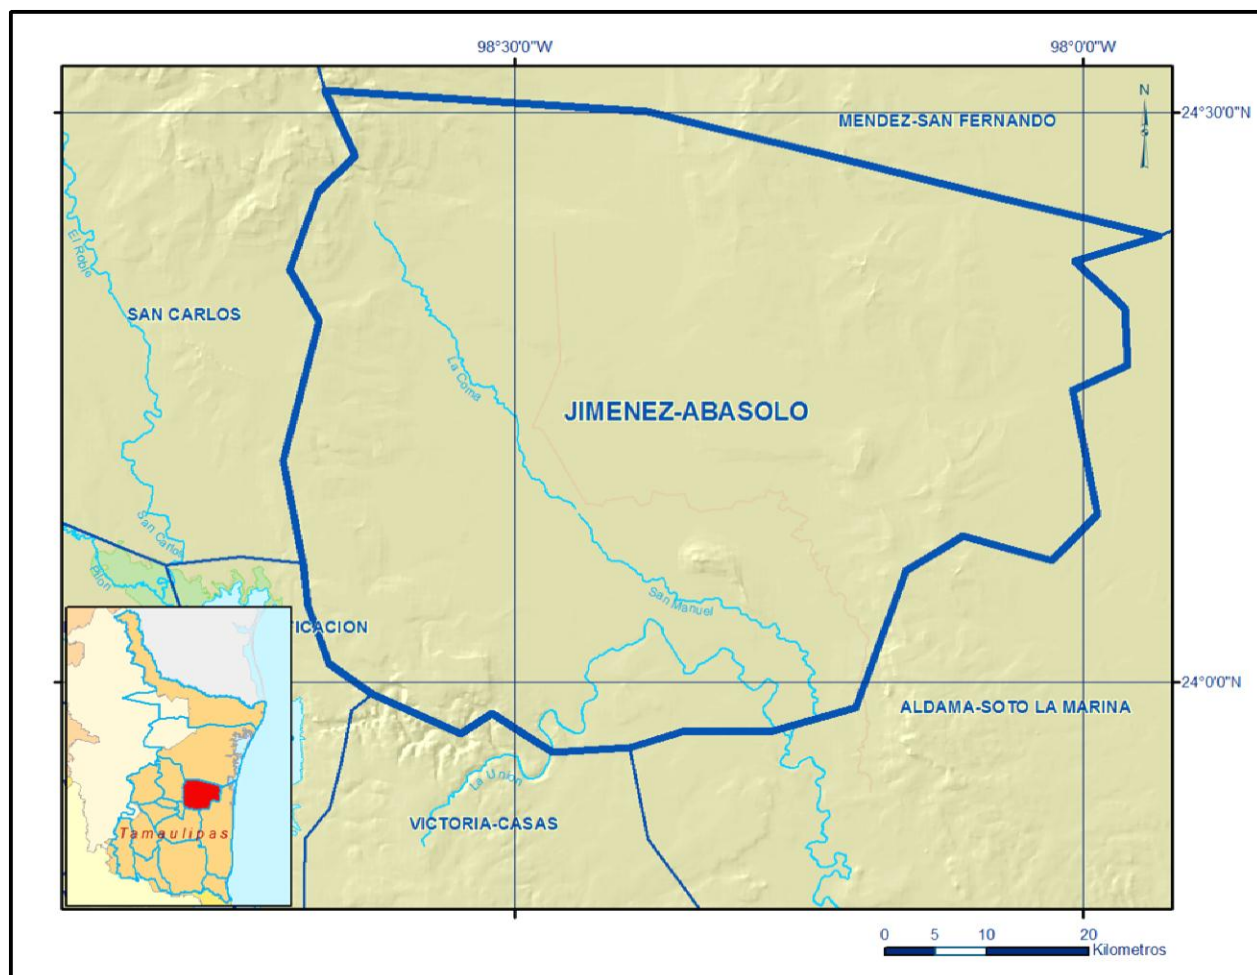 98°30'0"W
98°0'0"W
N
24°30'0"N
MENDEZ-SAN FERNANDO
El Roble
SAN CARLOS
La Coma
JIMENEZ-ABASOLO
San Carlos
Pilon
San Manuel
TICACION
24°0'0"N
ALDAMA-SOTO LA MARINA
La Union
VICTORIA-CASAS
Tamaulipas
0 5 10 20
Kilometros